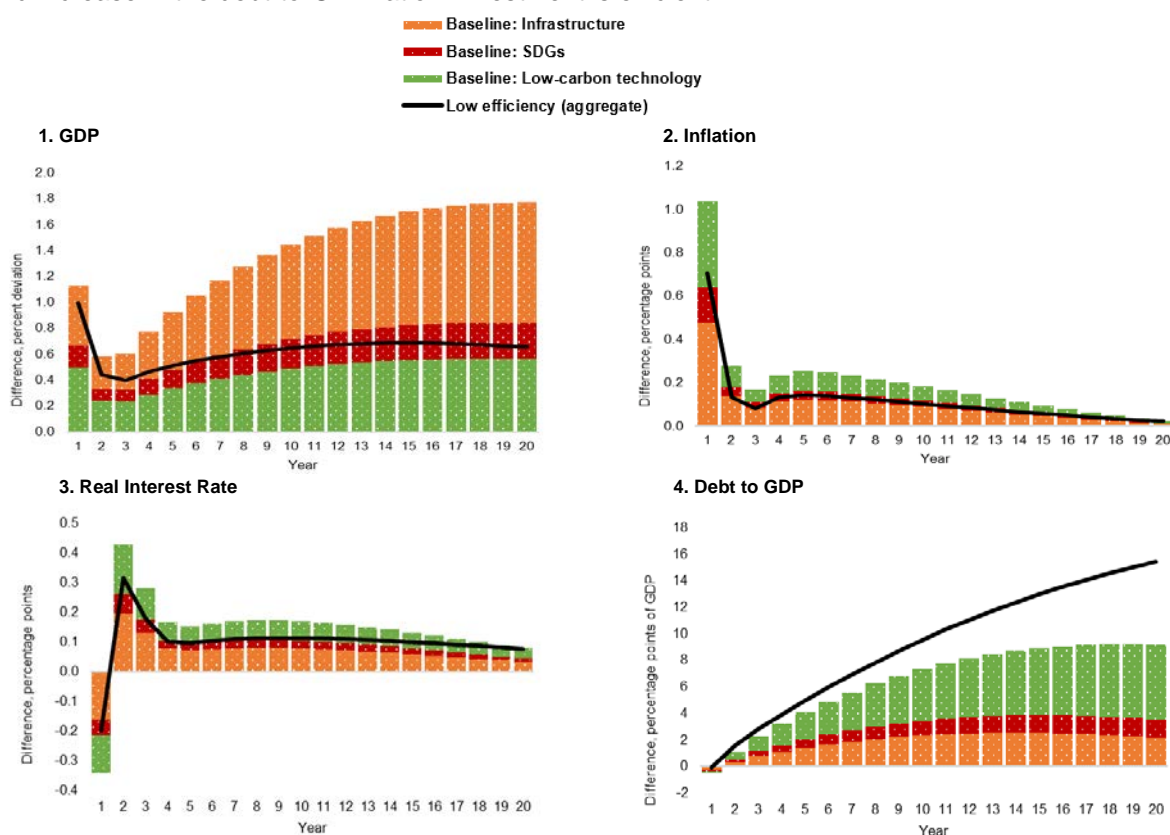 Baseline: Infrastructure
Baseline: SDGs
Baseline: Low-carbon technology
Low efficiency (aggregate)
1. GDP
Difference, percent deviation
2.0
1.8
1.6
1.4
1.2
1.0
0.8
0.6
0.4
0.2
0.0
1 2 3 4 5 6 7 8 9 10 11 12 13 14 15 16 17 18 19 20
Year
2. Inflation
Difference, percentage points
1.2
1.0
0.8
0.6
0.4
0.2
0.0
1 2 3 4 5 6 7 8 9 10 11 12 13 14 15 16 17 18 19 20
Year
3. Real Interest Rate
Difference, percentage points
0.5
0.4
0.3
0.2
0.1
0.0
-0.1
-0.2
-0.3
-0.4
1 2 3 4 5 6 7 8 9 10 11 12 13 14 15 16 17 18 19 20
Year
4. Debt to GDP
Difference, percentage points of GDP
18
16
14
12
10
8
6
4
2
0
-2
1 2 3 4 5 6 7 8 9 10 11 12 13 14 15 16 17 18 19 20
Year